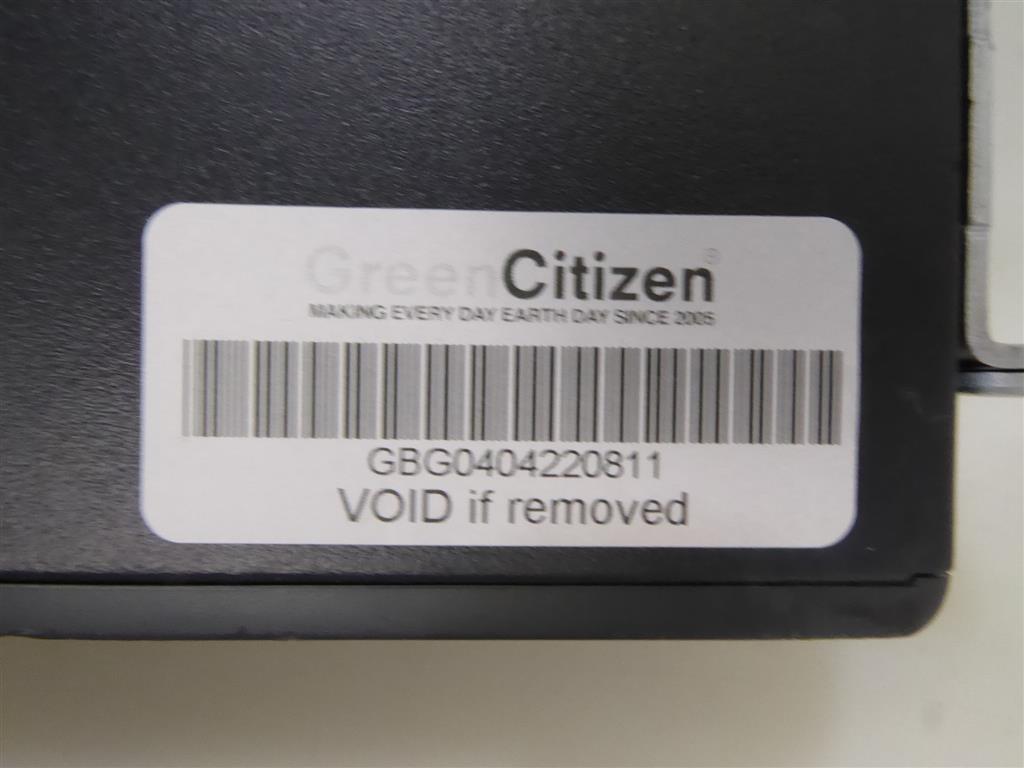 GreenCitizen®
MAKING EVERY DAY EARTH DAY SINCE 2005
GBG0404220811
VOID if removed